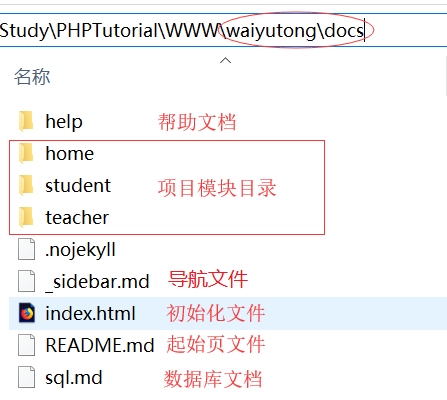 Study\PHPTutorial\WWW\waiyutong\docs
名称
help 帮助文档
home
student 项目模块目录
teacher
.nojekyll
_sidebar.md 导航文件
index.html 初始化文件
README.md 起始页文件
sql.md 数据库文档